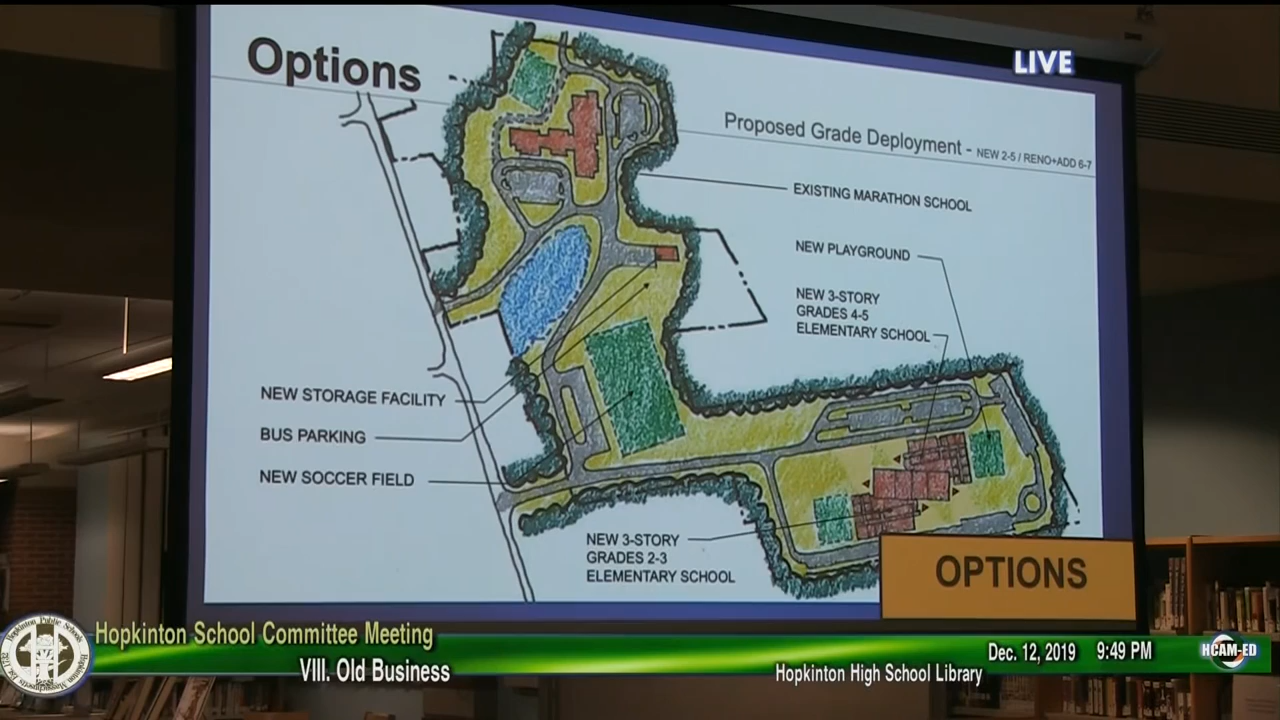 Options
LIVE
Proposed Grade Deployment - NEW 2-5 / RENO+ADD 6-7
EXISTING MARATHON SCHOOL
NEW PLAYGROUND
NEW 3-STORY
GRADES 4-5
ELEMENTARY SCHOOL
NEW STORAGE FACILITY
BUS PARKING
NEW SOCCER FIELD
NEW 3-STORY
GRADES 2-3
ELEMENTARY SCHOOL
OPTIONS
Hopkinton Public Schools
H
Hopkinton School Committee Meeting
VIII. Old Business
Dec. 12, 2019 9:49 PM
Hopkinton High School Library
HCAM-ED